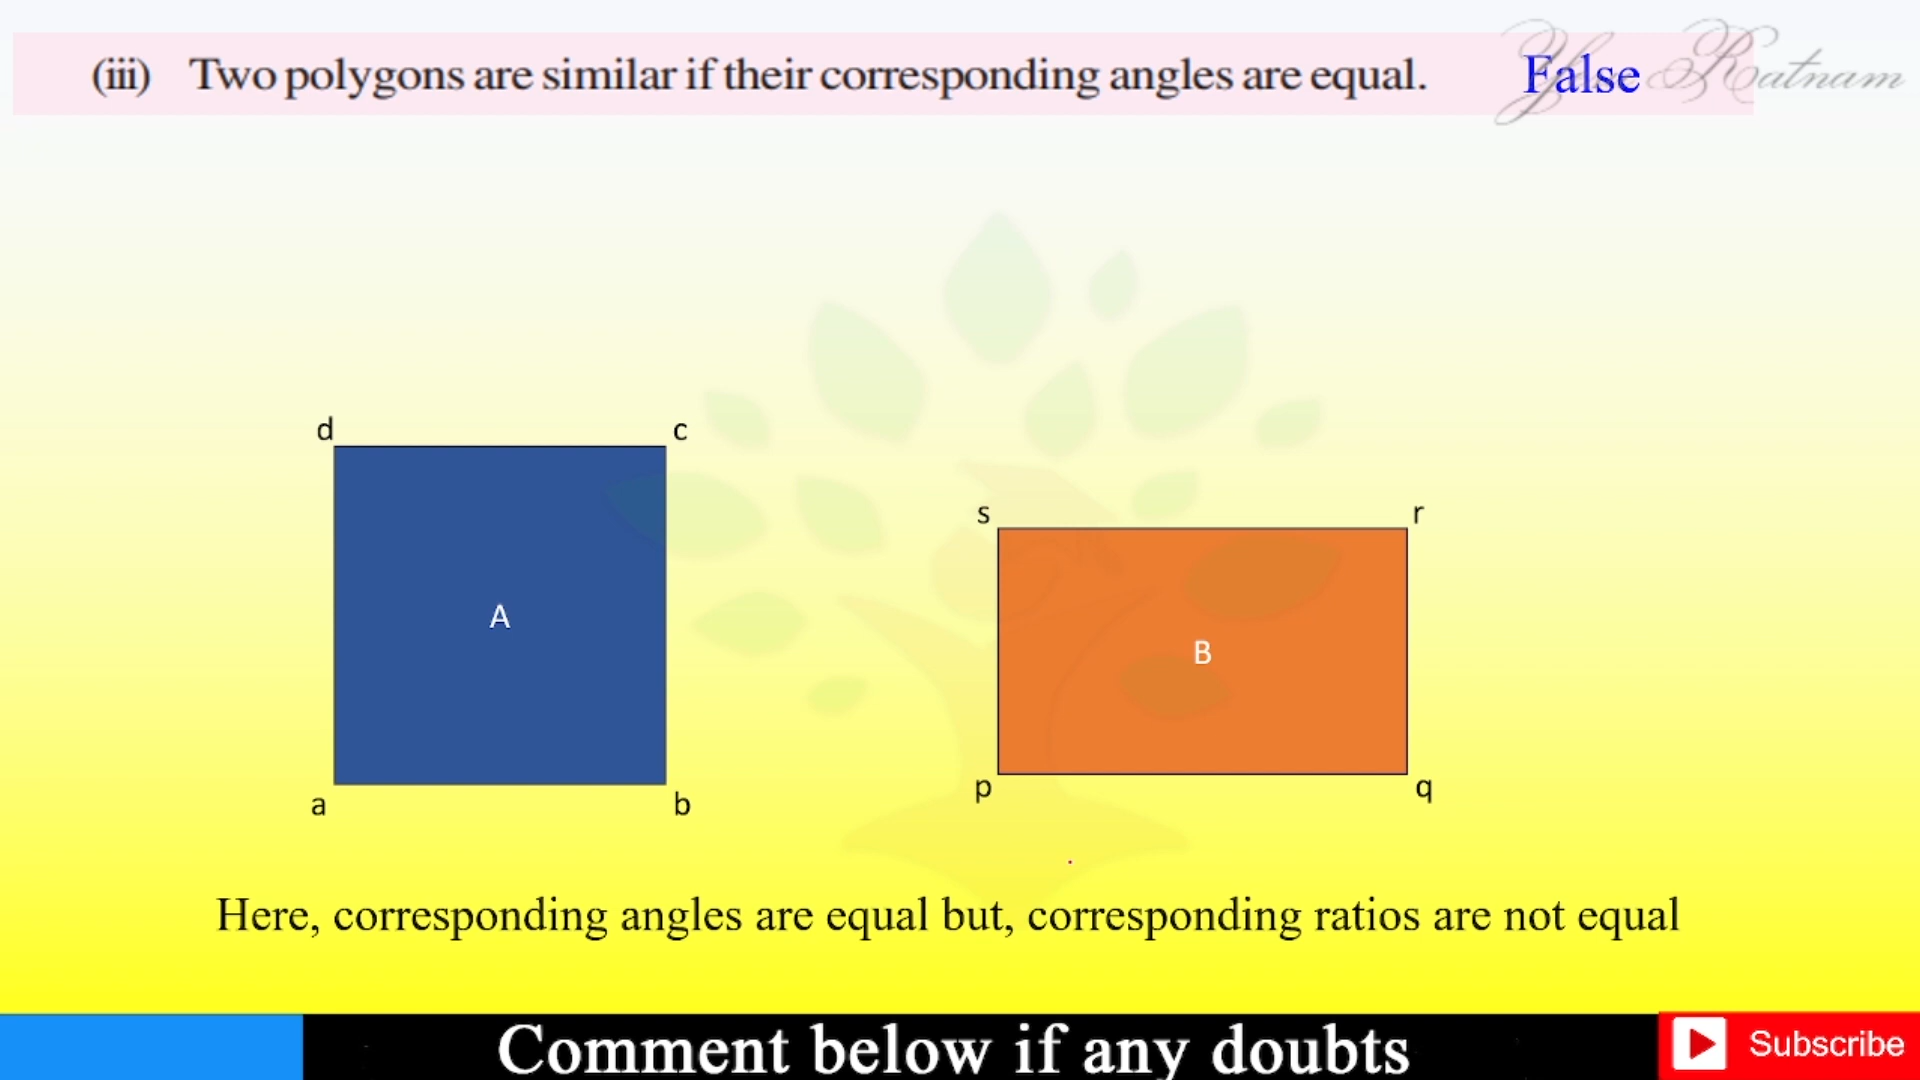 (iii) Two polygons are similar if their corresponding angles are equal. False
Ratnam
d c
s r
A
B
p q
a b
Here, corresponding angles are equal but, corresponding ratios are not equal
Comment below if any doubts
Subscribe